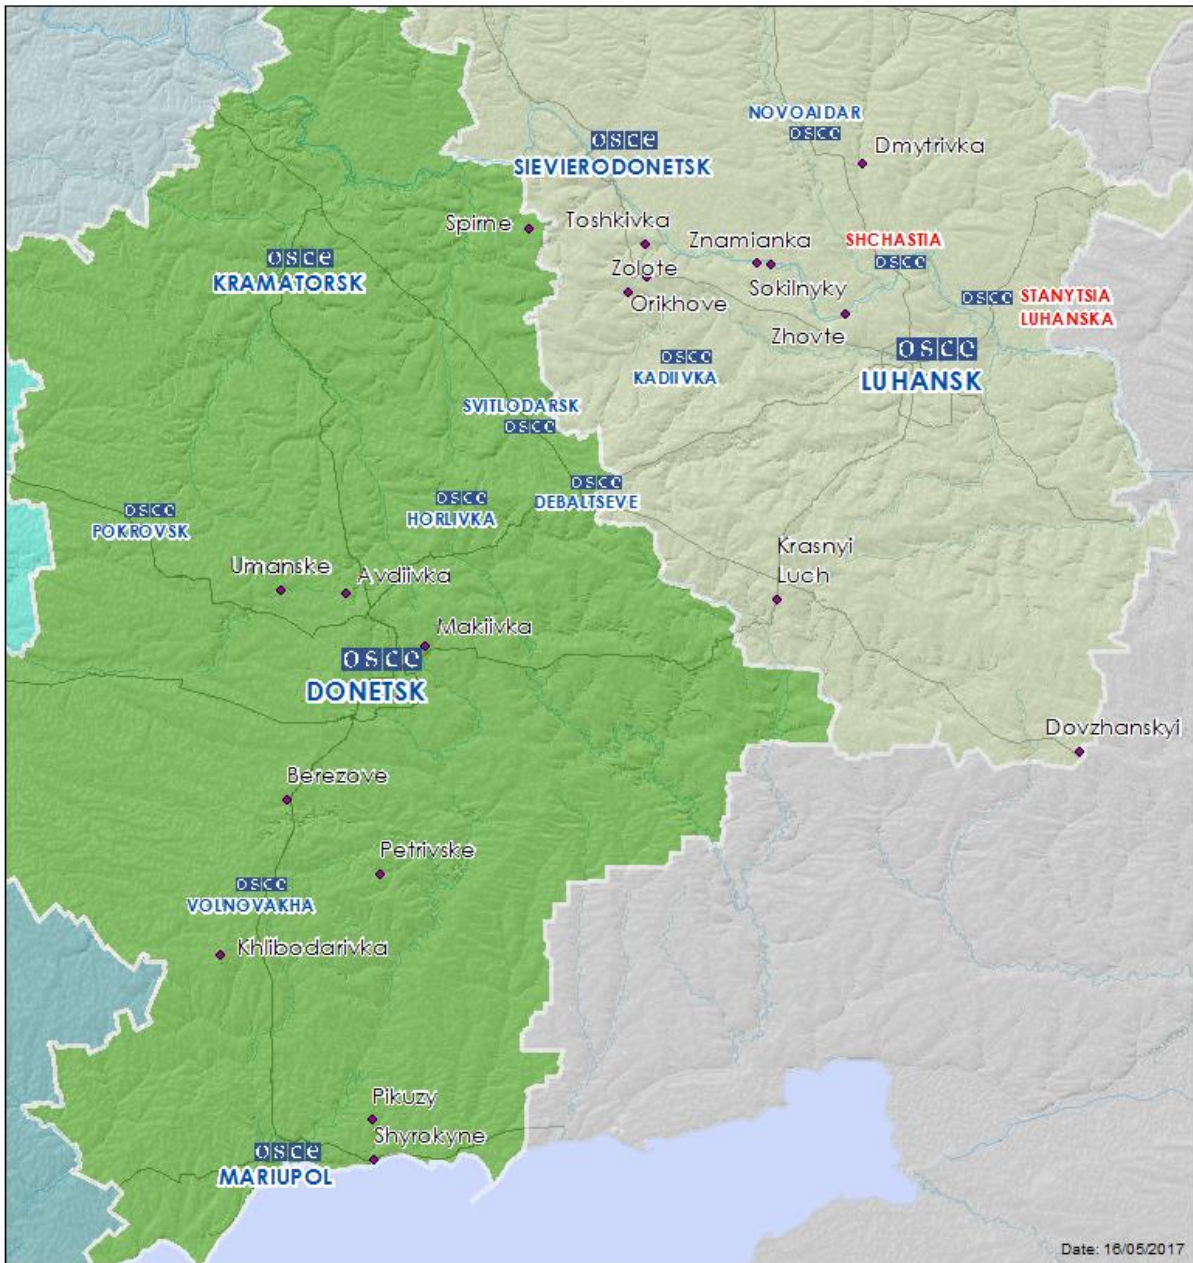 NOVOAIDAR
osce
Dmytrivka
osce
SIEVIERODONETSK
Spirne
Toshkivka
Znamianka
SHCHASTIA
osce
osce
KRAMATORSK
Zolote
Sokilnyky
Orikhove
osce
STANYTSIA
LUHANSKA
Zhovte
osce
LUHANSK
osce
KADIIVKA
SVITLODARSK
osce
osce
DEBALTSEVE
osce
HORLIVKA
osce
POKROVSK
Krasnyi
Luch
Umanske
Avdiivka
Makiivka
osce
DONETSK
Dovzhanskyi
Berezove
Petrivske
osce
VOLNOVAKHA
Khlibodarivka
Pikuzy
Shyrokyne
osce
MARIUPOL
Date: 16/05/2017